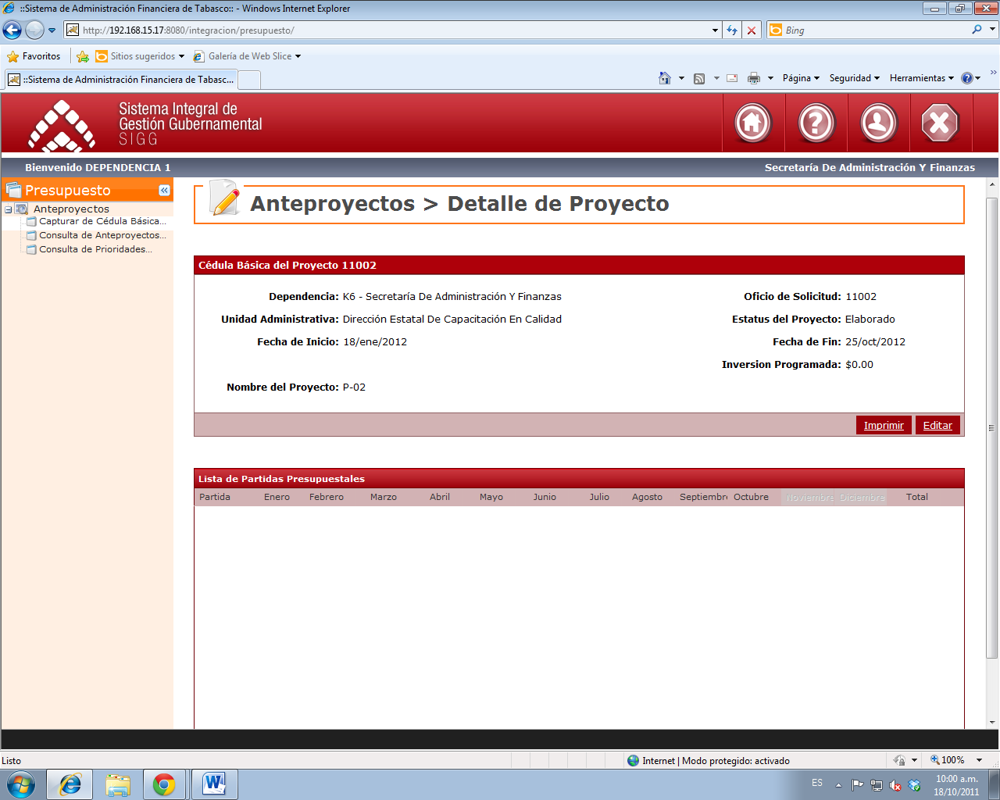 ::Sistema de Administración Financiera de Tabasco:: - Windows Internet Explorer
http://192.168.15.17:8080/integracion/presupuesto/
Bing
Favoritos
Sitios sugeridos
Galería de Web Slice
::Sistema de Administración Financiera de Tabasc...
Página
Seguridad
Herramientas
»
Sistema Integral de
Gestión Gubernamental
SIGG
Bienvenido DEPENDENCIA 1
Secretaría De Administración Y Finanzas
Presupuesto
Anteproyectos
Capturar de Cédula Básica...
Consulta de Anteproyectos...
Consulta de Prioridades...
Anteproyectos > Detalle de Proyecto
Cédula Básica del Proyecto 11002
Dependencia: K6 - Secretaría De Administración Y Finanzas
Oficio de Solicitud: 11002
Unidad Administrativa: Dirección Estatal De Capacitación En Calidad
Estatus del Proyecto: Elaborado
Fecha de Inicio: 18/ene/2012
Fecha de Fin: 25/oct/2012
Inversion Programada: $0.00
Nombre del Proyecto: P-02
Imprimir
Editar
Lista de Partidas Presupuestales
Partida Enero Febrero Marzo Abril Mayo Junio Julio Agosto Septiembre Octubre Noviembre Diciembre Total
Listo
Internet | Modo protegido: activado
100%
ES
10:00 a.m.
18/10/2011